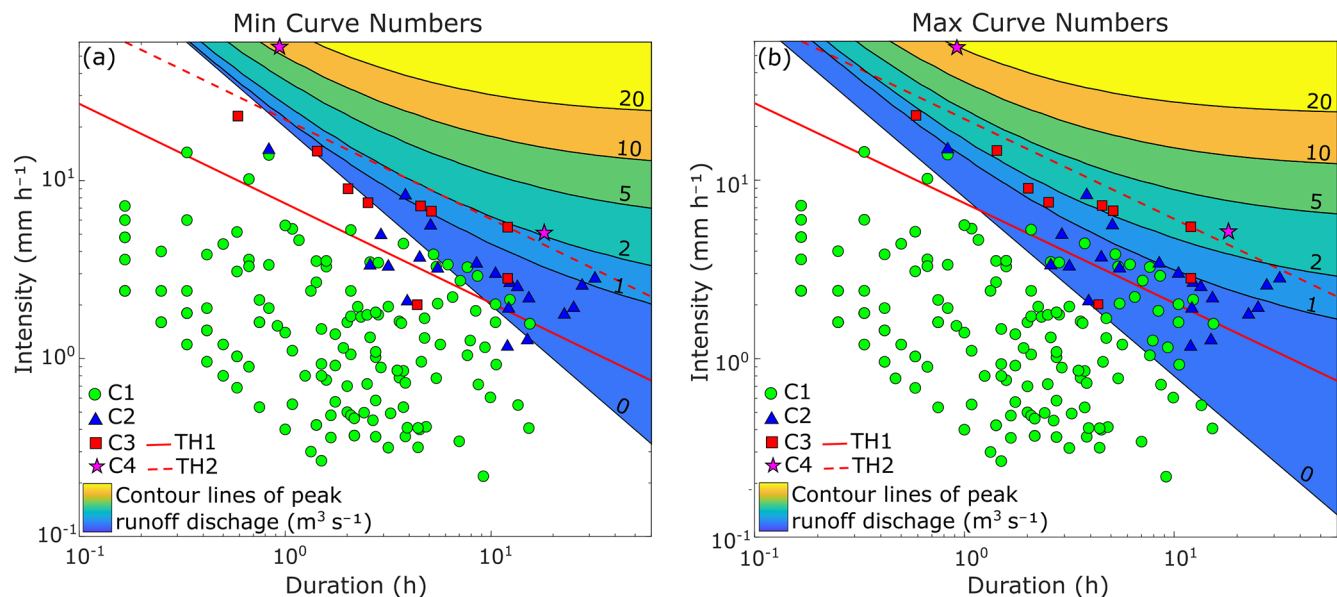 Min Curve Numbers
(a)
20
10
5
2
1
0
10¹
10⁰
10⁻¹
Intensity (mm h⁻¹)
C1
C2
C3 TH1
C4 TH2
Contour lines of peak
runoff dischage (m³ s⁻¹)
10⁻¹ 10⁰ 10¹
Duration (h)
Max Curve Numbers
(b)
20
10
5
2
1
0
10¹
10⁰
10⁻¹
Intensity (mm h⁻¹)
C1
C2
C3 TH1
C4 TH2
Contour lines of peak
runoff dischage (m³ s⁻¹)
10⁻¹ 10⁰ 10¹
Duration (h)